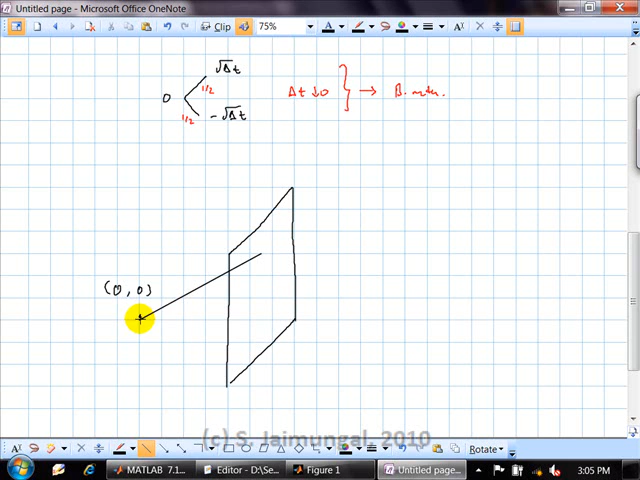 Untitled page - Microsoft Office OneNote
Clip 75%
√Δt
1/2
0
Δt ↓ 0 } → B. mtn.
1/2
- √Δt
(0, 0)
(c) S. Jaimungal, 2010
Rotate
MATLAB 7.1...
Editor - D:\Se...
Figure 1
Untitled page...
3:05 PM